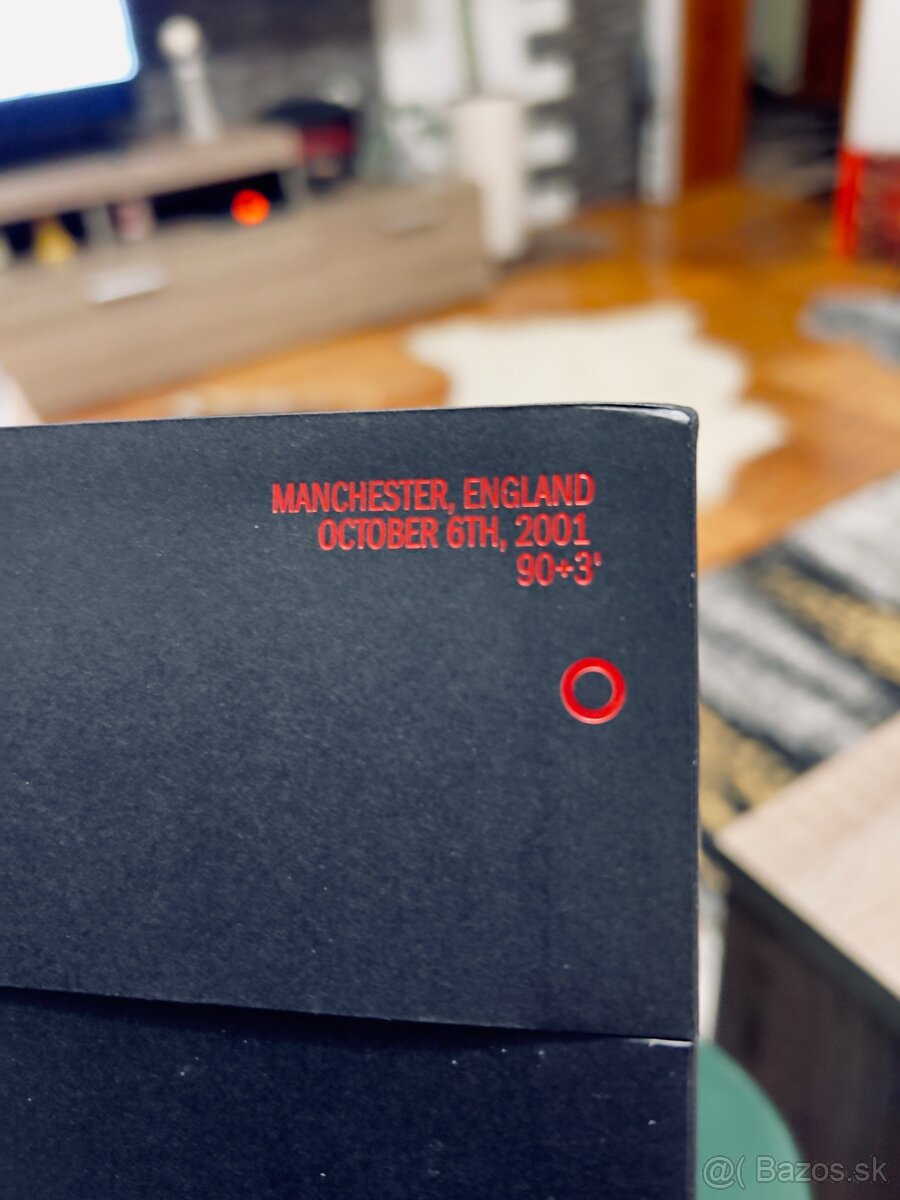 MANCHESTER, ENGLAND
OCTOBER 6TH, 2001
90+3'
@( Bazos.sk